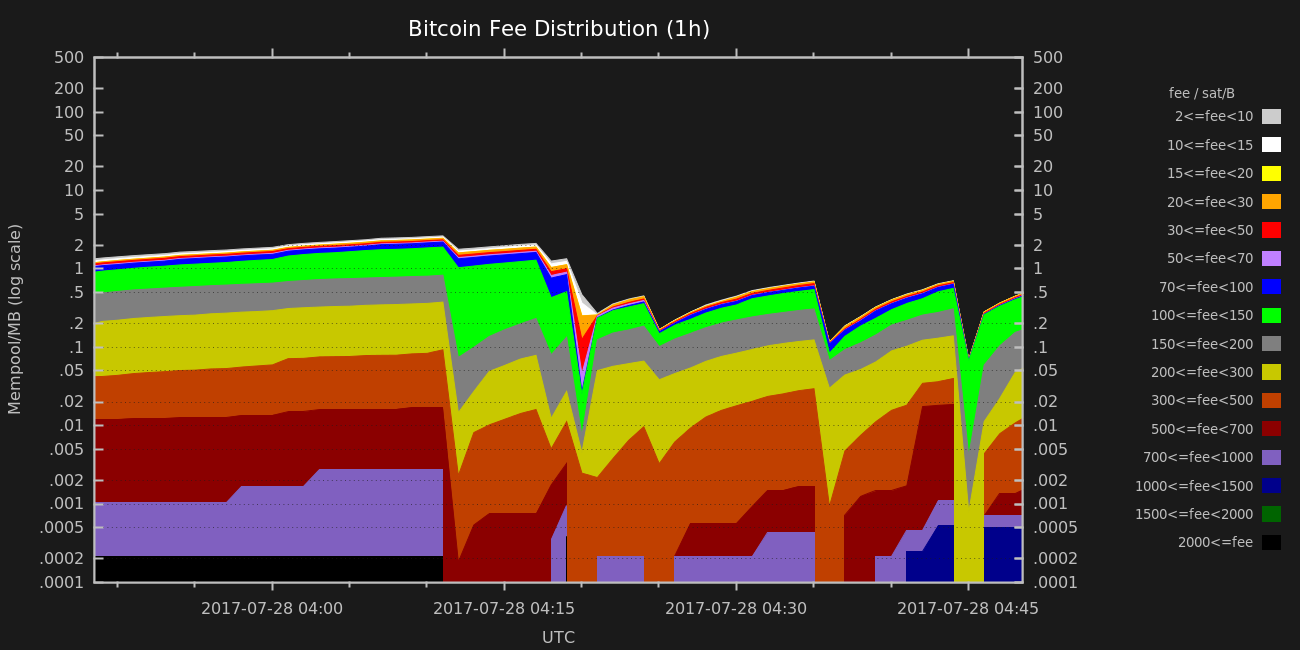 Bitcoin Fee Distribution (1h)
500 500
200 200
100 100
50 50
20 20
10 10
5 5
2 2
1 1
.5 .5
.2 .2
.1 .1
.05 .05
.02 .02
.01 .01
.005 .005
.002 .002
.001 .001
.0005 .0005
.0002 .0002
.0001 .0001
Mempool/MB (log scale)
2017-07-28 04:00 2017-07-28 04:15 2017-07-28 04:30 2017-07-28 04:45
UTC
fee / sat/B
2<=fee<10
10<=fee<15
15<=fee<20
20<=fee<30
30<=fee<50
50<=fee<70
70<=fee<100
100<=fee<150
150<=fee<200
200<=fee<300
300<=fee<500
500<=fee<700
700<=fee<1000
1000<=fee<1500
1500<=fee<2000
2000<=fee